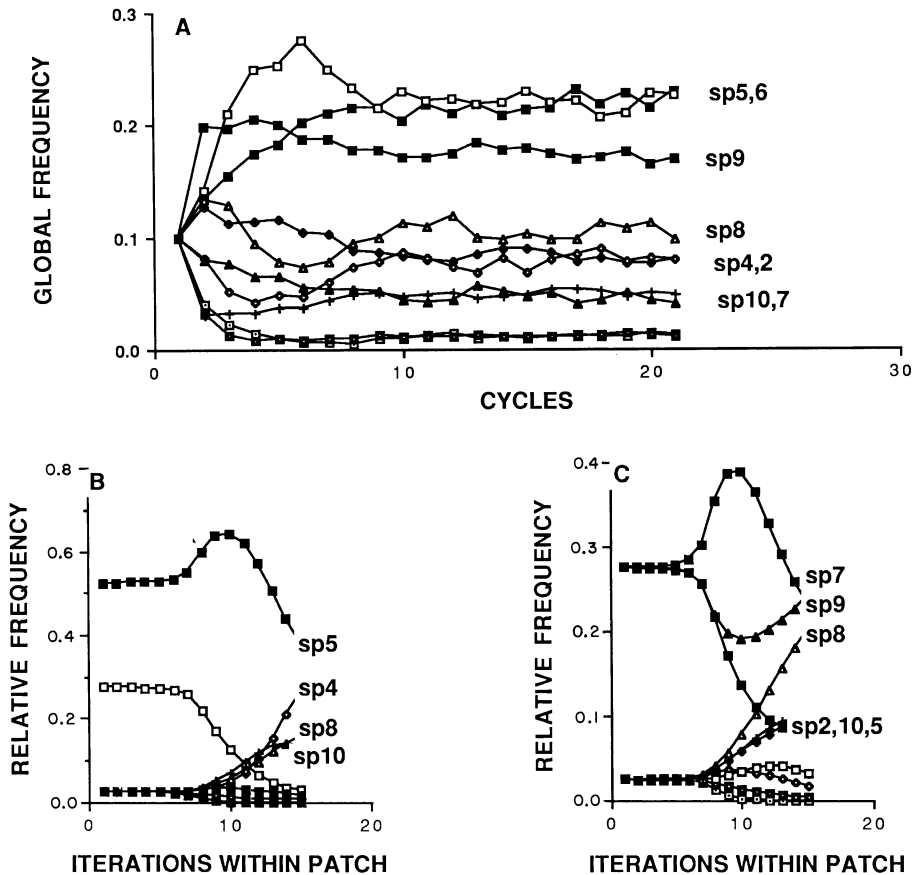 A
0.3
0.2
0.1
0.0
GLOBAL FREQUENCY
sp5,6
sp9
sp8
sp4,2
sp10,7
0
10
20
30
CYCLES
B
0.8
0.6
0.4
0.2
0.0
RELATIVE FREQUENCY
sp5
sp4
sp8
sp10
0
10
20
ITERATIONS WITHIN PATCH
C
0.4
0.3
0.2
0.1
0.0
RELATIVE FREQUENCY
sp7
sp9
sp8
sp2,10,5
0
10
20
ITERATIONS WITHIN PATCH